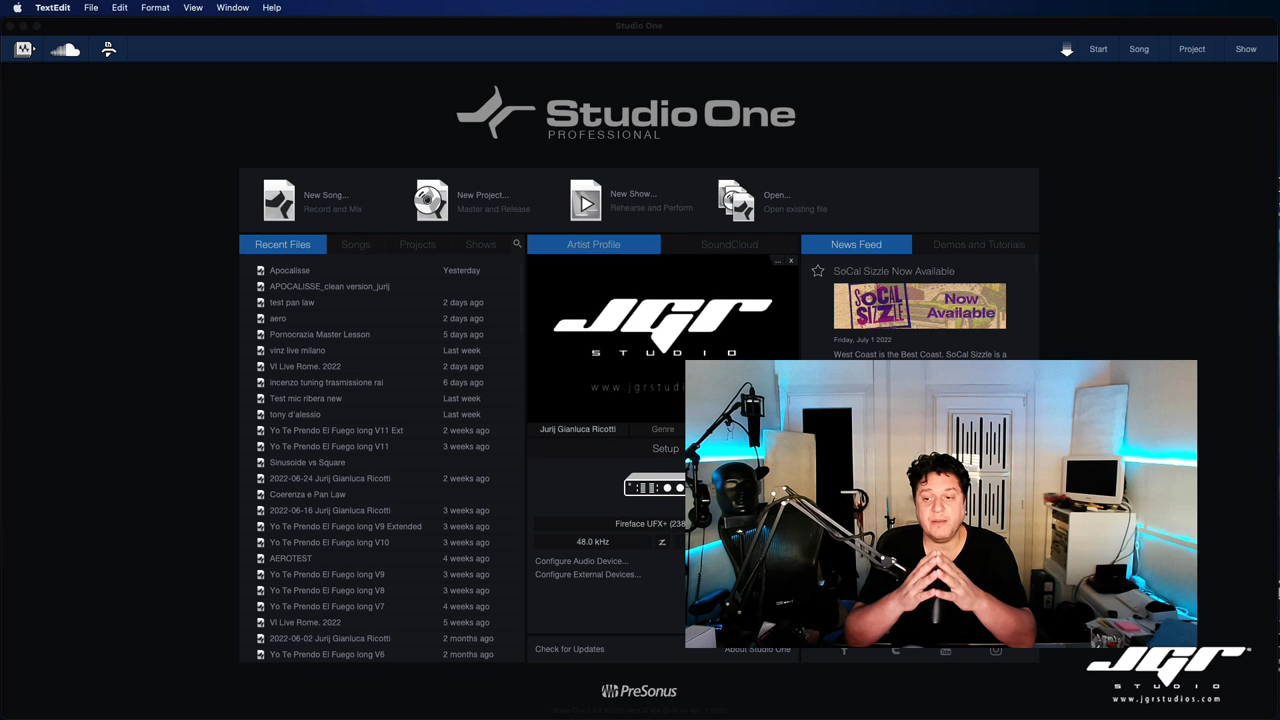 TextEdit File Edit Format View Window Help
Studio One
Start Song Project Show
Studio One
PROFESSIONAL
New Song...
Record and Mix
New Project...
Master and Release
New Show...
Rehearse and Perform
Open...
Open existing file
Recent Files Songs Projects Shows
Artist Profile SoundCloud
News Feed Demos and Tutorials
Apocalisse Yesterday
APOCALISSE_clean version_jurij
test pan law 2 days ago
aero 2 days ago
Pornocrazia Master Lesson 5 days ago
vinz live milano Last week
VI Live Rome. 2022 2 days ago
incenzo tuning trasmissione rai 6 days ago
Test mic ribera new Last week
tony d'alessio Last week
Yo Te Prendo El Fuego long V11 Ext 2 weeks ago
Yo Te Prendo El Fuego long V11 3 weeks ago
Sinusoide vs Square
2022-06-24 Jurij Gianluca Ricotti 2 weeks ago
Coerenza e Pan Law
2022-06-16 Jurij Gianluca Ricotti 3 weeks ago
Yo Te Prendo El Fuego long V9 Extended 3 weeks ago
Yo Te Prendo El Fuego long V10 3 weeks ago
AEROTEST 4 weeks ago
Yo Te Prendo El Fuego long V9 3 weeks ago
Yo Te Prendo El Fuego long V8 3 weeks ago
Yo Te Prendo El Fuego long V7 4 weeks ago
VI Live Rome. 2022 5 weeks ago
2022-06-02 Jurij Gianluca Ricotti 2 months ago
Yo Te Prendo El Fuego long V6 2 months ago
... x
JGR
STUDIO
www.jgrstudi
Jurij Gianluca Ricotti Genre
Setup
Fireface UFX+ (238
48.0 kHz
Configure Audio Device...
Configure External Devices...
Check for Updates About Studio One
SoCal Sizzle Now Available
SOCAL SIZZLE
Now Available
Friday, July 1 2022
West Coast is the Best Coast. SoCal Sizzle is a
PreSonus
JGR
STUDIO
www.jgrstudios.com